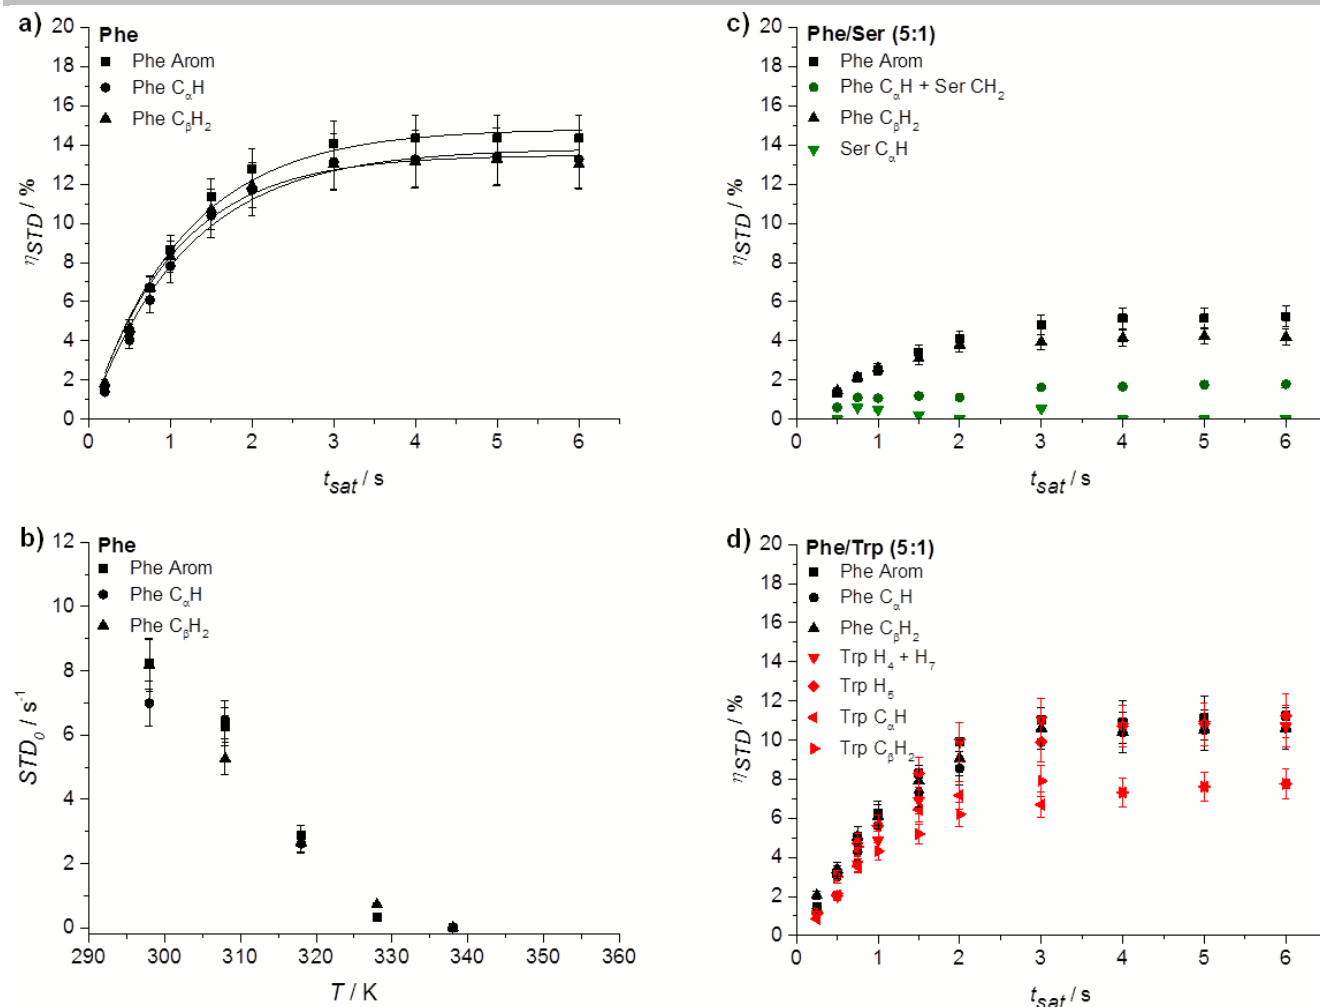 a)
Phe
Phe Arom
Phe CαH
Phe CβH2
20
18
16
14
12
10
8
6
4
2
0
ηSTD / %
0 1 2 3 4 5 6
tsat / s
c)
Phe/Ser (5:1)
Phe Arom
Phe CαH + Ser CH2
Phe CβH2
Ser CαH
20
18
16
14
12
10
8
6
4
2
0
ηSTD / %
0 1 2 3 4 5 6
tsat / s
b)
Phe
Phe Arom
Phe CαH
Phe CβH2
12
10
8
6
4
2
0
STD0 / s-1
290 300 310 320 330 340 350 360
T / K
d)
Phe/Trp (5:1)
Phe Arom
Phe CαH
Phe CβH2
Trp H4 + H7
Trp H5
Trp CαH
Trp CβH2
20
18
16
14
12
10
8
6
4
2
0
ηSTD / %
0 1 2 3 4 5 6
tsat / s